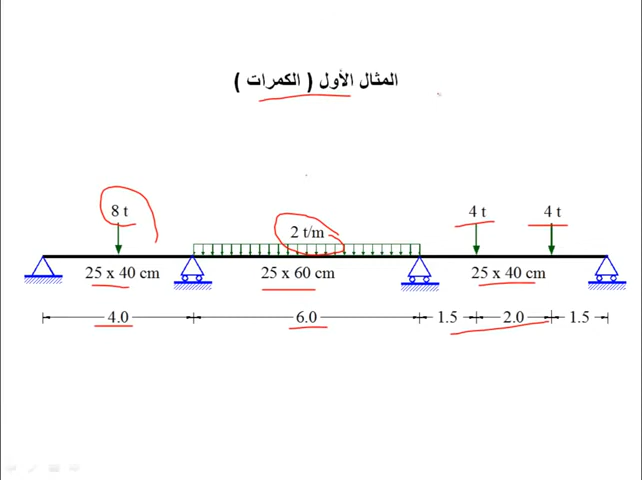 المثال الأول ( الكمرات )
8 t
2 t/m
4 t 4 t
25 x 40 cm 25 x 60 cm 25 x 40 cm
4.0 6.0 1.5 2.0 1.5